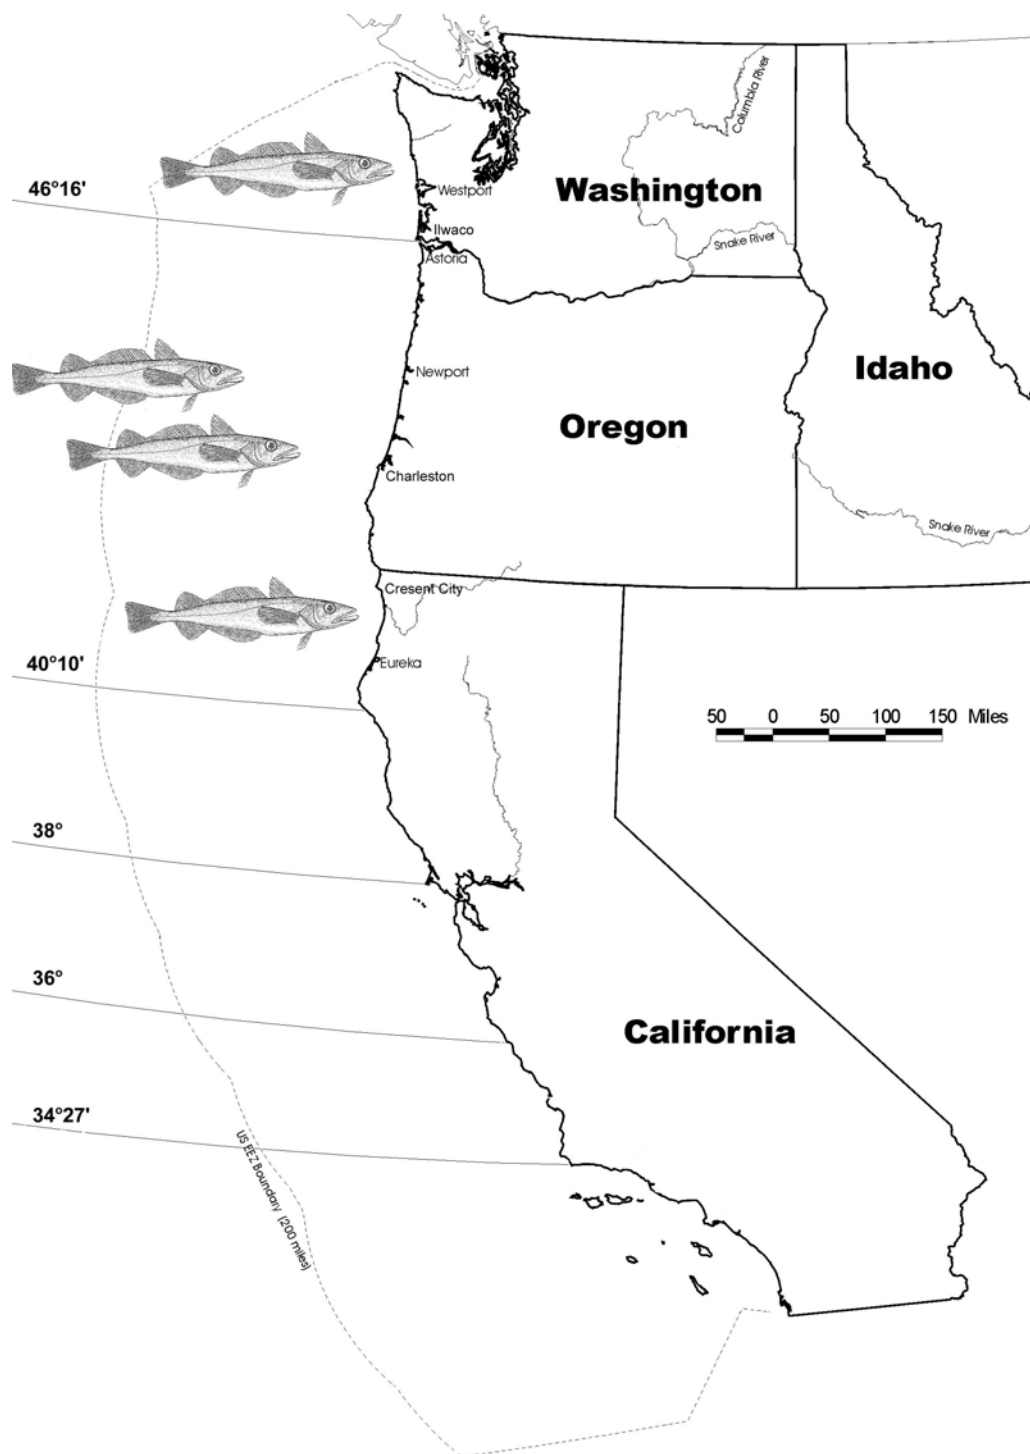 Columbia River
46°16'
Westport
Washington
Ilwaco
Snake River
Astoria
Newport
Idaho
Oregon
Charleston
Snake River
Cresent City
40°10'
Eureka
50 0 50 100 150 Miles
38°
36°
California
34°27'
US EEZ Boundary (200 miles)